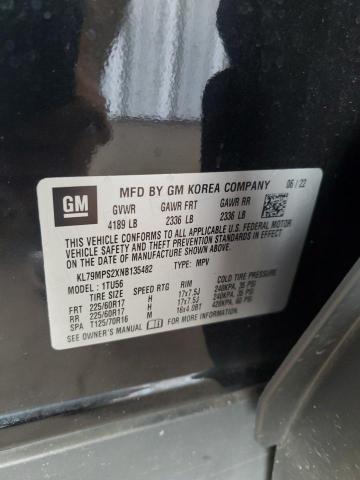 GM
MFD BY GM KOREA COMPANY 06/22
GVWR GAWR FRT GAWR RR
4189 LB 2336 LB 2336 LB
THIS VEHICLE CONFORMS TO ALL APPLICABLE U.S. FEDERAL MOTOR
VEHICLE SAFETY AND THEFT PREVENTION STANDARDS IN EFFECT ON
THE DATE OF MANUFACTURE SHOWN ABOVE.
KL79MPS2XNB135482 TYPE: MPV
MODEL: 1TU56
TIRE SIZE SPEED RTG RIM COLD TIRE PRESSURE
FRT 225/60R17 H 17x7.5J 240KPA, 35 PSI
RR 225/60R17 H 17x7.5J 240KPA, 35 PSI
SPA T125/70R16 M 16x4.0BT 420KPA, 60 PSI
SEE OWNER'S MANUAL FOR ADDITIONAL INFORMATION.